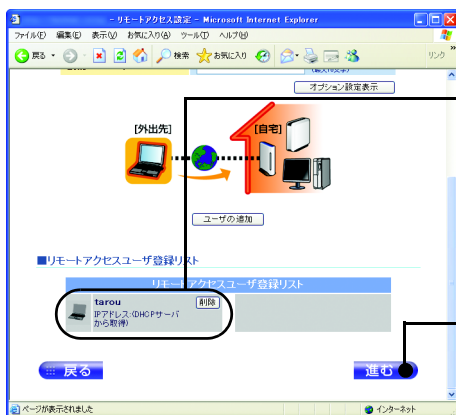 - リモートアクセス設定 - Microsoft Internet Explorer
ファイル(F) 編集(E) 表示(V) お気に入り(A) ツール(T) ヘルプ(H)
戻る 検索 お気に入り リンク »
(最大16文字)
オプション設定表示
[外出先] [自宅]
ユーザの追加
■リモートアクセスユーザ登録リスト
リモートアクセスユーザ登録リスト
tarou 削除
IPアドレス:(DHCPサーバ
から取得)
戻る 進む
ページが表示されました インターネット